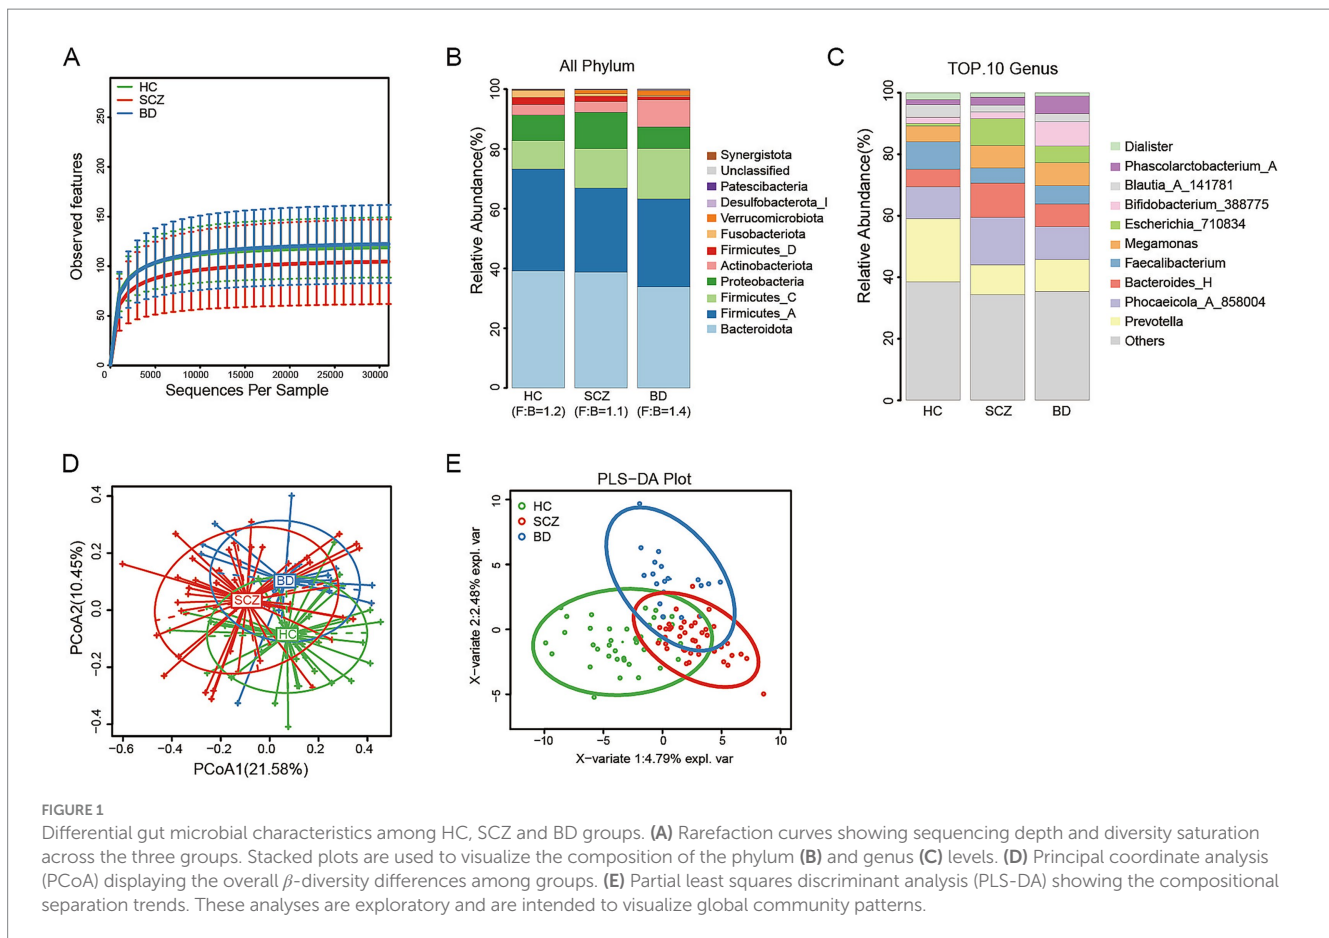 A
HC
SCZ
BD
Observed features
250
200
150
100
50
0
5000 10000 15000 20000 25000 30000
Sequences Per Sample
B
All Phylum
Relative Abundance(%)
100
80
60
40
20
0
HC SCZ BD
(F:B=1.2) (F:B=1.1) (F:B=1.4)
Synergistota
Unclassified
Patescibacteria
Desulfobacterota_I
Verrucomicrobiota
Fusobacteriota
Firmicutes_D
Actinobacteriota
Proteobacteria
Firmicutes_C
Firmicutes_A
Bacteroidota
C
TOP.10 Genus
Relative Abundance(%)
100
80
60
40
20
0
HC SCZ BD
Dialister
Phascolarctobacterium_A
Blautia_A_141781
Bifidobacterium_388775
Escherichia_710834
Megamonas
Faecalibacterium
Bacteroides_H
Phocaeicola_A_858004
Prevotella
Others
D
PCoA2(10.45%)
0.4
0.2
0.0
−0.2
−0.4
BD
SCZ
HC
−0.6 −0.4 −0.2 0.0 0.2 0.4
PCoA1(21.58%)
E
PLS−DA Plot
HC
SCZ
BD
X−variate 2:2.48% expl. var
10
5
0
−5
−10 −5 0 5 10
X−variate 1:4.79% expl. var
FIGURE 1
Differential gut microbial characteristics among HC, SCZ and BD groups. (A) Rarefaction curves showing sequencing depth and diversity saturation
across the three groups. Stacked plots are used to visualize the composition of the phylum (B) and genus (C) levels. (D) Principal coordinate analysis
(PCoA) displaying the overall β-diversity differences among groups. (E) Partial least squares discriminant analysis (PLS-DA) showing the compositional
separation trends. These analyses are exploratory and are intended to visualize global community patterns.